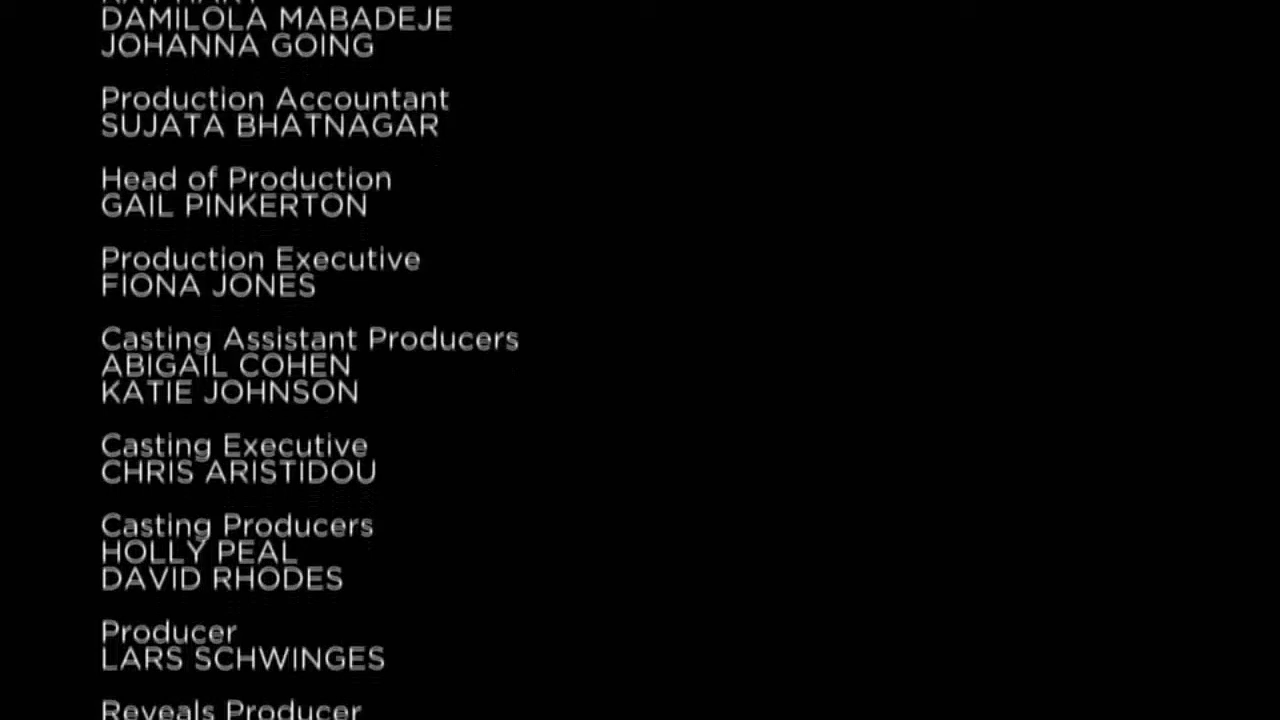 DAMILOLA MABADEJE
JOHANNA GOING
Production Accountant
SUJATA BHATNAGAR
Head of Production
GAIL PINKERTON
Production Executive
FIONA JONES
Casting Assistant Producers
ABIGAIL COHEN
KATIE JOHNSON
Casting Executive
CHRIS ARISTIDOU
Casting Producers
HOLLY PEAL
DAVID RHODES
Producer
LARS SCHWINGES
Reveals Producer